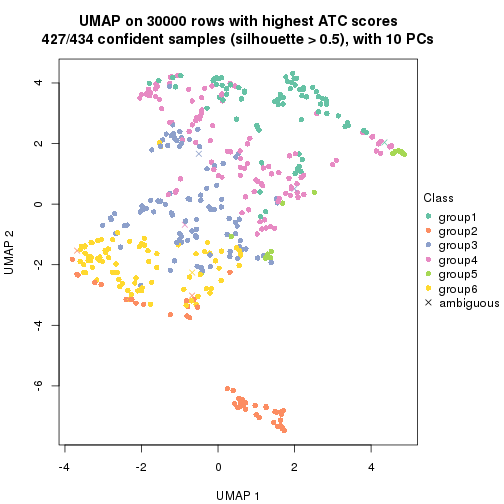 UMAP on 30000 rows with highest ATC scores
427/434 confident samples (silhouette > 0.5), with 10 PCs
4
2
0
-2
-4
-6
UMAP 2
-4
-2
0
2
4
UMAP 1
Class
group1
group2
group3
group4
group5
group6
ambiguous